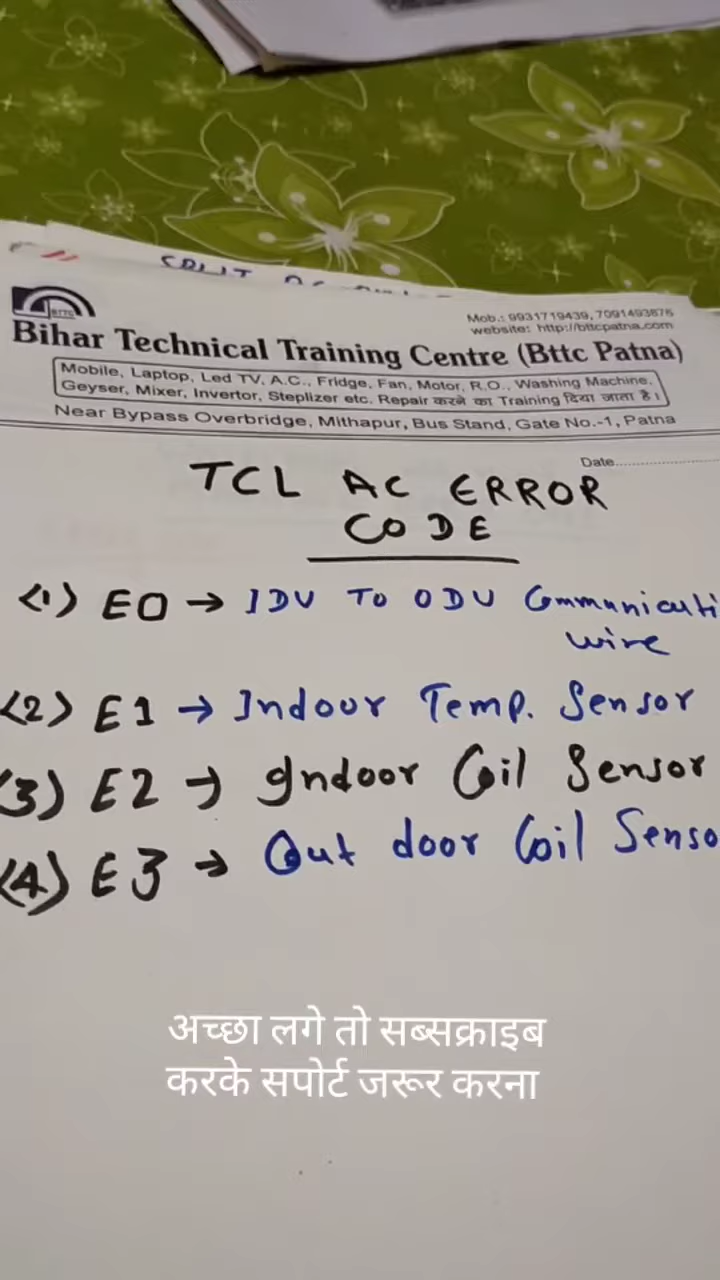 SPLIT AC
BTTC
Mob.: 9931719439, 7091493676
website: http://bttcpatna.com
Bihar Technical Training Centre (Bttc Patna)
Mobile, Laptop, Led TV, A.C., Fridge, Fan, Motor, R.O., Washing Machine,
Geyser, Mixer, Invertor, Steplizer etc. Repair करने का Training दिया जाता है।
Near Bypass Overbridge, Mithapur, Bus Stand, Gate No.-1, Patna
Date....................
TCL AC ERROR
CODE
(1) E0 → IDU TO ODU Communicati
wire
(2) E1 → Indoor Temp. Sensor
(3) E2 → Indoor Coil Sensor
(4) E3 → Out door Coil Senso
अच्छा लगे तो सब्सक्राइब
करके सपोर्ट जरूर करना